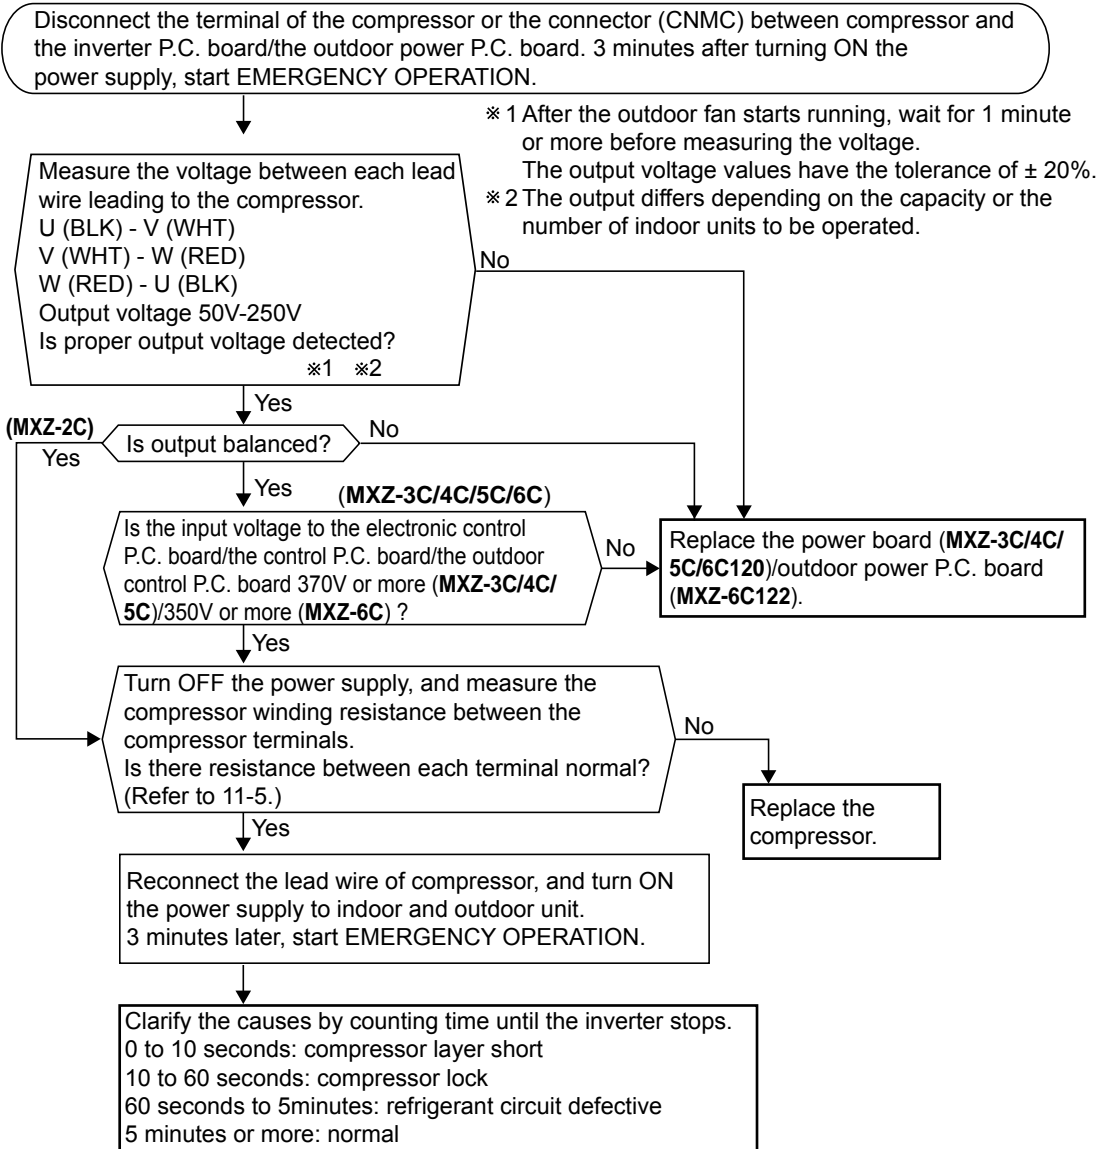 Disconnect the terminal of the compressor or the connector (CNMC) between compressor and
the inverter P.C. board/the outdoor power P.C. board. 3 minutes after turning ON the
power supply, start EMERGENCY OPERATION.
※ 1 After the outdoor fan starts running, wait for 1 minute
or more before measuring the voltage.
The output voltage values have the tolerance of ± 20%.
※ 2 The output differs depending on the capacity or the
number of indoor units to be operated.
Measure the voltage between each lead
wire leading to the compressor.
U (BLK) - V (WHT)
V (WHT) - W (RED)
W (RED) - U (BLK)
Output voltage 50V-250V
Is proper output voltage detected?
※1 ※2
No
Yes
(MXZ-2C)
Yes
Is output balanced?
No
Yes
(MXZ-3C/4C/5C/6C)
Is the input voltage to the electronic control
P.C. board/the control P.C. board/the outdoor
control P.C. board 370V or more (MXZ-3C/4C/
5C)/350V or more (MXZ-6C) ?
No
Replace the power board (MXZ-3C/4C/
5C/6C120)/outdoor power P.C. board
(MXZ-6C122).
Yes
Turn OFF the power supply, and measure the
compressor winding resistance between the
compressor terminals.
Is there resistance between each terminal normal?
(Refer to 11-5.)
No
Replace the
compressor.
Yes
Reconnect the lead wire of compressor, and turn ON
the power supply to indoor and outdoor unit.
3 minutes later, start EMERGENCY OPERATION.
Clarify the causes by counting time until the inverter stops.
0 to 10 seconds: compressor layer short
10 to 60 seconds: compressor lock
60 seconds to 5minutes: refrigerant circuit defective
5 minutes or more: normal